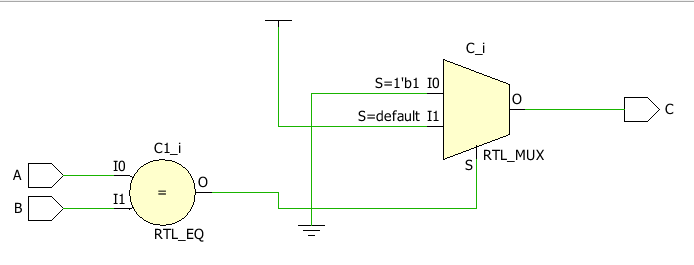 C_i
S=1'b1 I0
S=default I1
O
C
RTL_MUX
S
C1_i
A
I0
=
O
B
I1
RTL_EQ